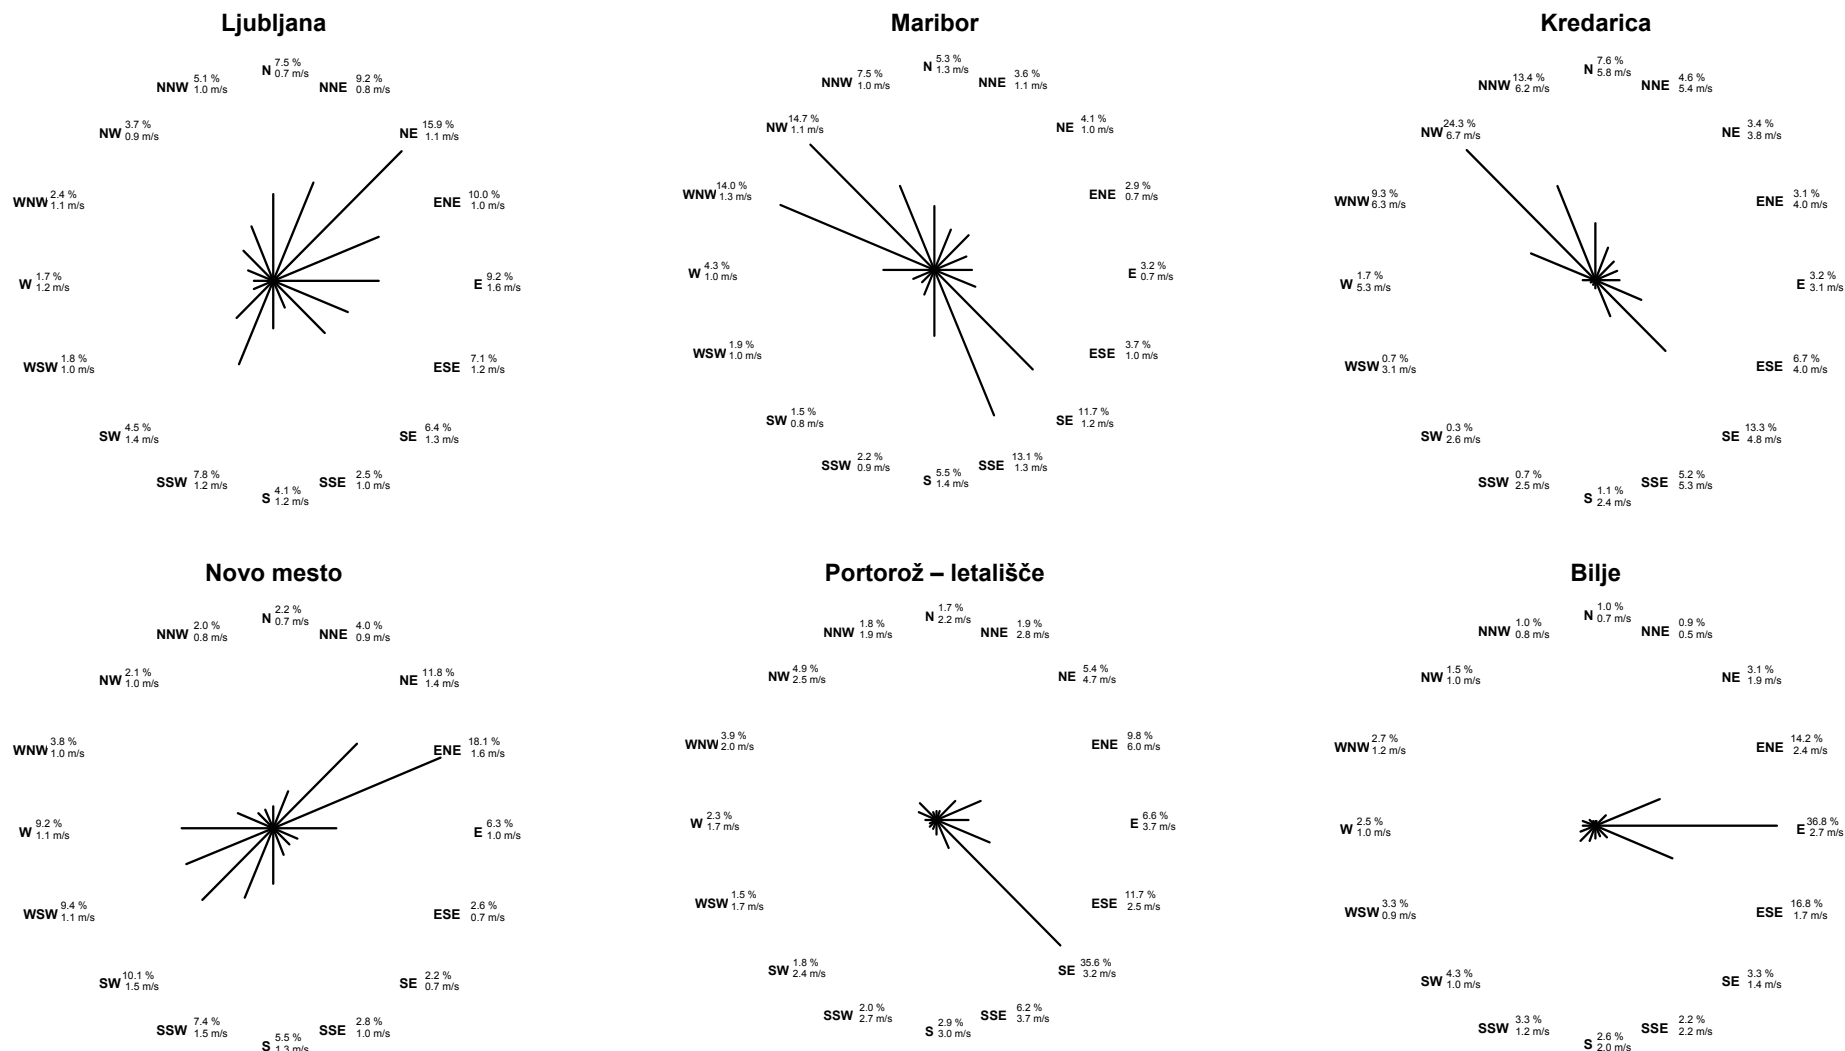 Ljubljana
N 7.5 %
0.7 m/s
NNE 9.2 %
0.8 m/s
NE 15.9 %
1.1 m/s
ENE 10.0 %
1.0 m/s
E 9.2 %
1.6 m/s
ESE 7.1 %
1.2 m/s
SE 6.4 %
1.3 m/s
SSE 2.5 %
1.0 m/s
S 4.1 %
1.2 m/s
SSW 7.8 %
1.2 m/s
SW 4.5 %
1.4 m/s
WSW 1.8 %
1.0 m/s
W 1.7 %
1.2 m/s
WNW 2.4 %
1.1 m/s
NW 3.7 %
0.9 m/s
NNW 5.1 %
1.0 m/s
Maribor
N 5.3 %
1.3 m/s
NNE 3.6 %
1.1 m/s
NE 4.1 %
1.0 m/s
ENE 2.9 %
0.7 m/s
E 3.2 %
0.7 m/s
ESE 3.7 %
1.0 m/s
SE 11.7 %
1.2 m/s
SSE 13.1 %
1.3 m/s
S 5.5 %
1.4 m/s
SSW 2.2 %
0.9 m/s
SW 1.5 %
0.8 m/s
WSW 1.9 %
1.0 m/s
W 4.3 %
1.0 m/s
WNW 14.0 %
1.3 m/s
NW 14.7 %
1.1 m/s
NNW 7.5 %
1.0 m/s
Kredarica
N 7.6 %
5.8 m/s
NNE 4.6 %
5.4 m/s
NE 3.4 %
3.8 m/s
ENE 3.1 %
4.0 m/s
E 3.2 %
3.1 m/s
ESE 6.7 %
4.0 m/s
SE 13.3 %
4.8 m/s
SSE 5.2 %
5.3 m/s
S 1.1 %
2.4 m/s
SSW 0.7 %
2.5 m/s
SW 0.3 %
2.6 m/s
WSW 0.7 %
3.1 m/s
W 1.7 %
5.3 m/s
WNW 9.3 %
6.3 m/s
NW 24.3 %
6.7 m/s
NNW 13.4 %
6.2 m/s
Novo mesto
N 2.2 %
0.7 m/s
NNE 4.0 %
0.9 m/s
NE 11.8 %
1.4 m/s
ENE 18.1 %
1.6 m/s
E 6.3 %
1.0 m/s
ESE 2.6 %
0.7 m/s
SE 2.2 %
0.7 m/s
SSE 2.8 %
1.0 m/s
S 5.5 %
1.3 m/s
SSW 7.4 %
1.5 m/s
SW 10.1 %
1.5 m/s
WSW 9.4 %
1.1 m/s
W 9.2 %
1.1 m/s
WNW 3.8 %
1.0 m/s
NW 2.1 %
1.0 m/s
NNW 2.0 %
0.8 m/s
Portorož – letališče
N 1.7 %
2.2 m/s
NNE 1.9 %
2.8 m/s
NE 5.4 %
4.7 m/s
ENE 9.8 %
6.0 m/s
E 6.6 %
3.7 m/s
ESE 11.7 %
2.5 m/s
SE 35.6 %
3.2 m/s
SSE 6.2 %
3.7 m/s
S 2.9 %
3.0 m/s
SSW 2.0 %
2.7 m/s
SW 1.8 %
2.4 m/s
WSW 1.5 %
1.7 m/s
W 2.3 %
1.7 m/s
WNW 3.9 %
2.0 m/s
NW 4.9 %
2.5 m/s
NNW 1.8 %
1.9 m/s
Bilje
N 1.0 %
0.7 m/s
NNE 0.9 %
0.5 m/s
NE 3.1 %
1.9 m/s
ENE 14.2 %
2.4 m/s
E 36.8 %
2.7 m/s
ESE 16.8 %
1.7 m/s
SE 3.3 %
1.4 m/s
SSE 2.2 %
2.2 m/s
S 2.6 %
2.0 m/s
SSW 3.3 %
1.2 m/s
SW 4.3 %
1.0 m/s
WSW 3.3 %
0.9 m/s
W 2.5 %
1.0 m/s
WNW 2.7 %
1.2 m/s
NW 1.5 %
1.0 m/s
NNW 1.0 %
0.8 m/s